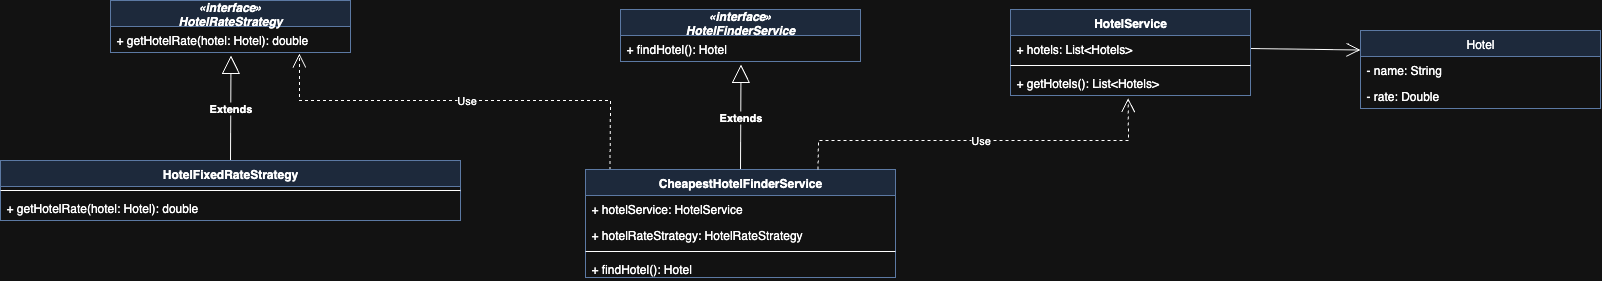 «interface»
HotelRateStrategy
+ getHotelRate(hotel: Hotel): double
Extends
HotelFixedRateStrategy
+ getHotelRate(hotel: Hotel): double
Use
«interface»
HotelFinderService
+ findHotel(): Hotel
Extends
CheapestHotelFinderService
+ hotelService: HotelService
+ hotelRateStrategy: HotelRateStrategy
+ findHotel(): Hotel
Use
HotelService
+ hotels: List<Hotels>
+ getHotels(): List<Hotels>
Hotel
- name: String
- rate: Double